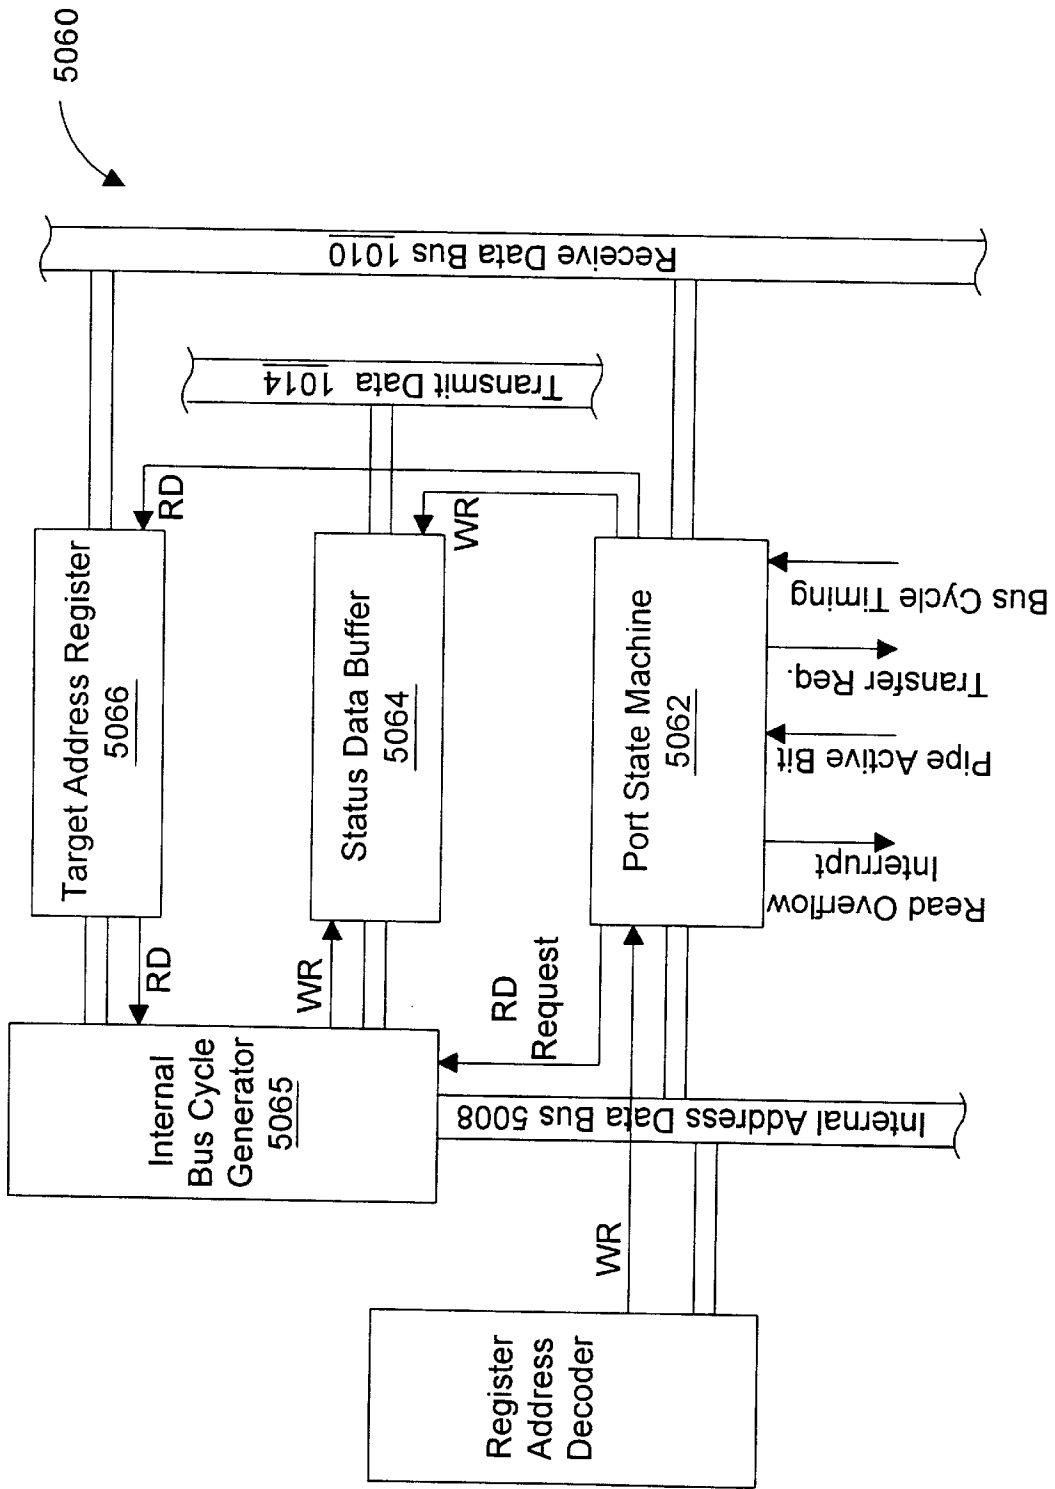 5060
Receive Data Bus 1010
Transmit Data 1014
RD
WR
Target Address Register
5066
Status Data Buffer
5064
Port State Machine
5062
Bus Cycle Timing
Transfer Req.
Pipe Active Bit
Read Overflow
Interrupt
RD
WR
RD
Request
Internal
Bus Cycle
Generator
5065
Internal Address Data Bus 5008
WR
Register
Address
Decoder